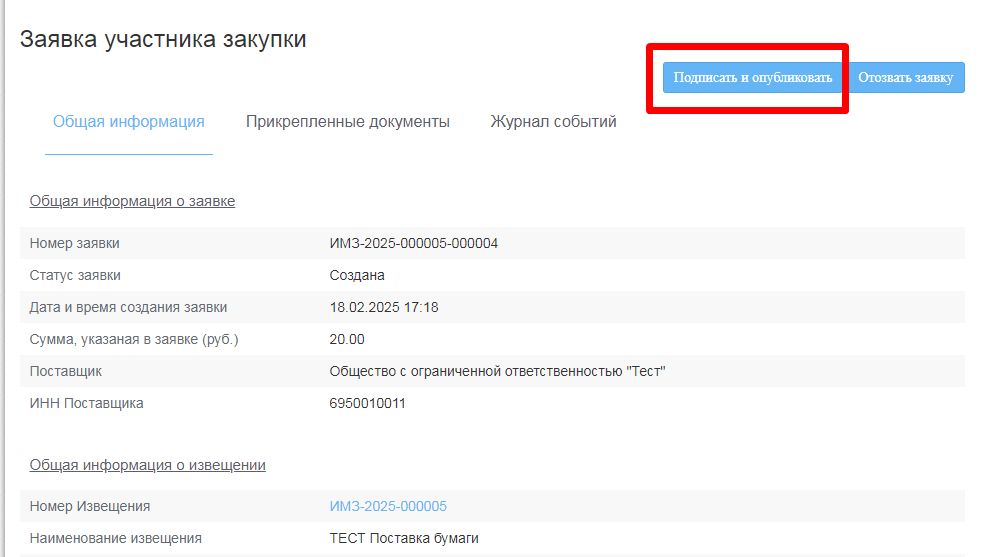 Заявка участника закупки
Подписать и опубликовать Отозвать заявку
Общая информация Прикрепленные документы Журнал событий
Общая информация о заявке
Номер заявки ИМЗ-2025-000005-000004
Статус заявки Создана
Дата и время создания заявки 18.02.2025 17:18
Сумма, указаная в заявке (руб.) 20.00
Поставщик Общество с ограниченной ответственностью "Тест"
ИНН Поставщика 6950010011
Общая информация о извещении
Номер Извещения ИМЗ-2025-000005
Наименование извещения ТЕСТ Поставка бумаги